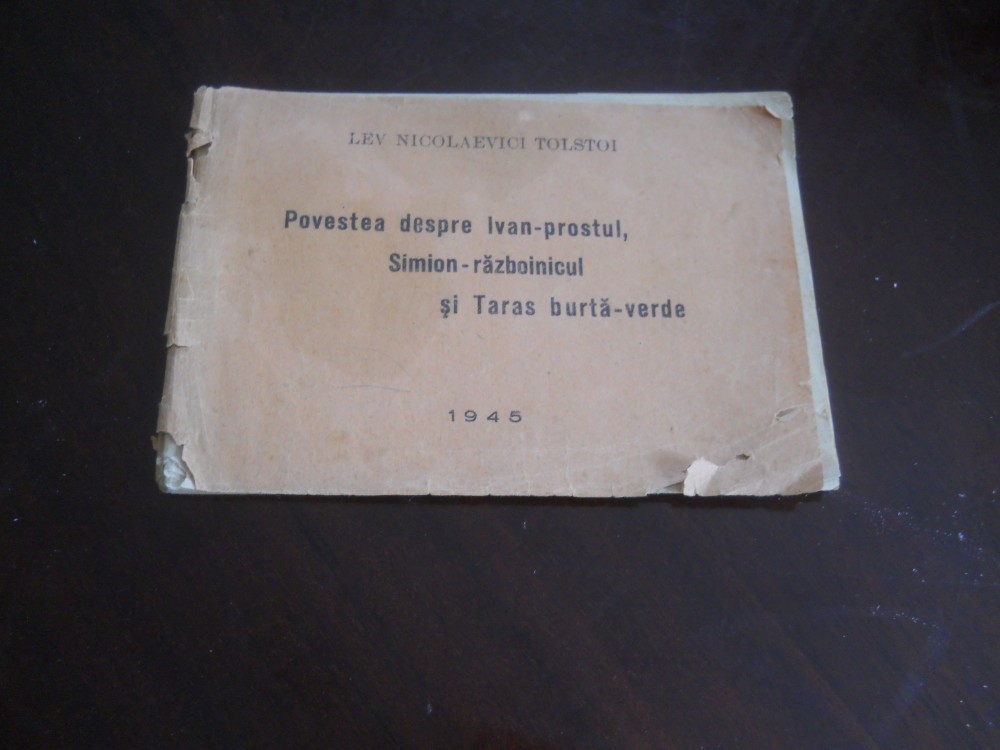 LEV NICOLAEVICI TOLSTOI
Povestea despre Ivan-prostul,
Simion-războinicul
și Taras burtă-verde
1945